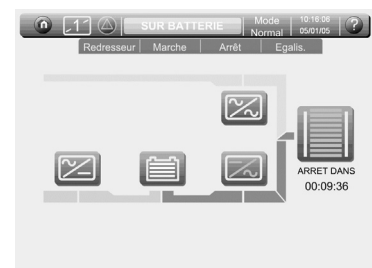 1 SUR BATTERIE Mode 10:16:06 ?
Normal 05/01/05
Redresseur Marche Arrêt Egalis.
ARRET DANS
00:09:36